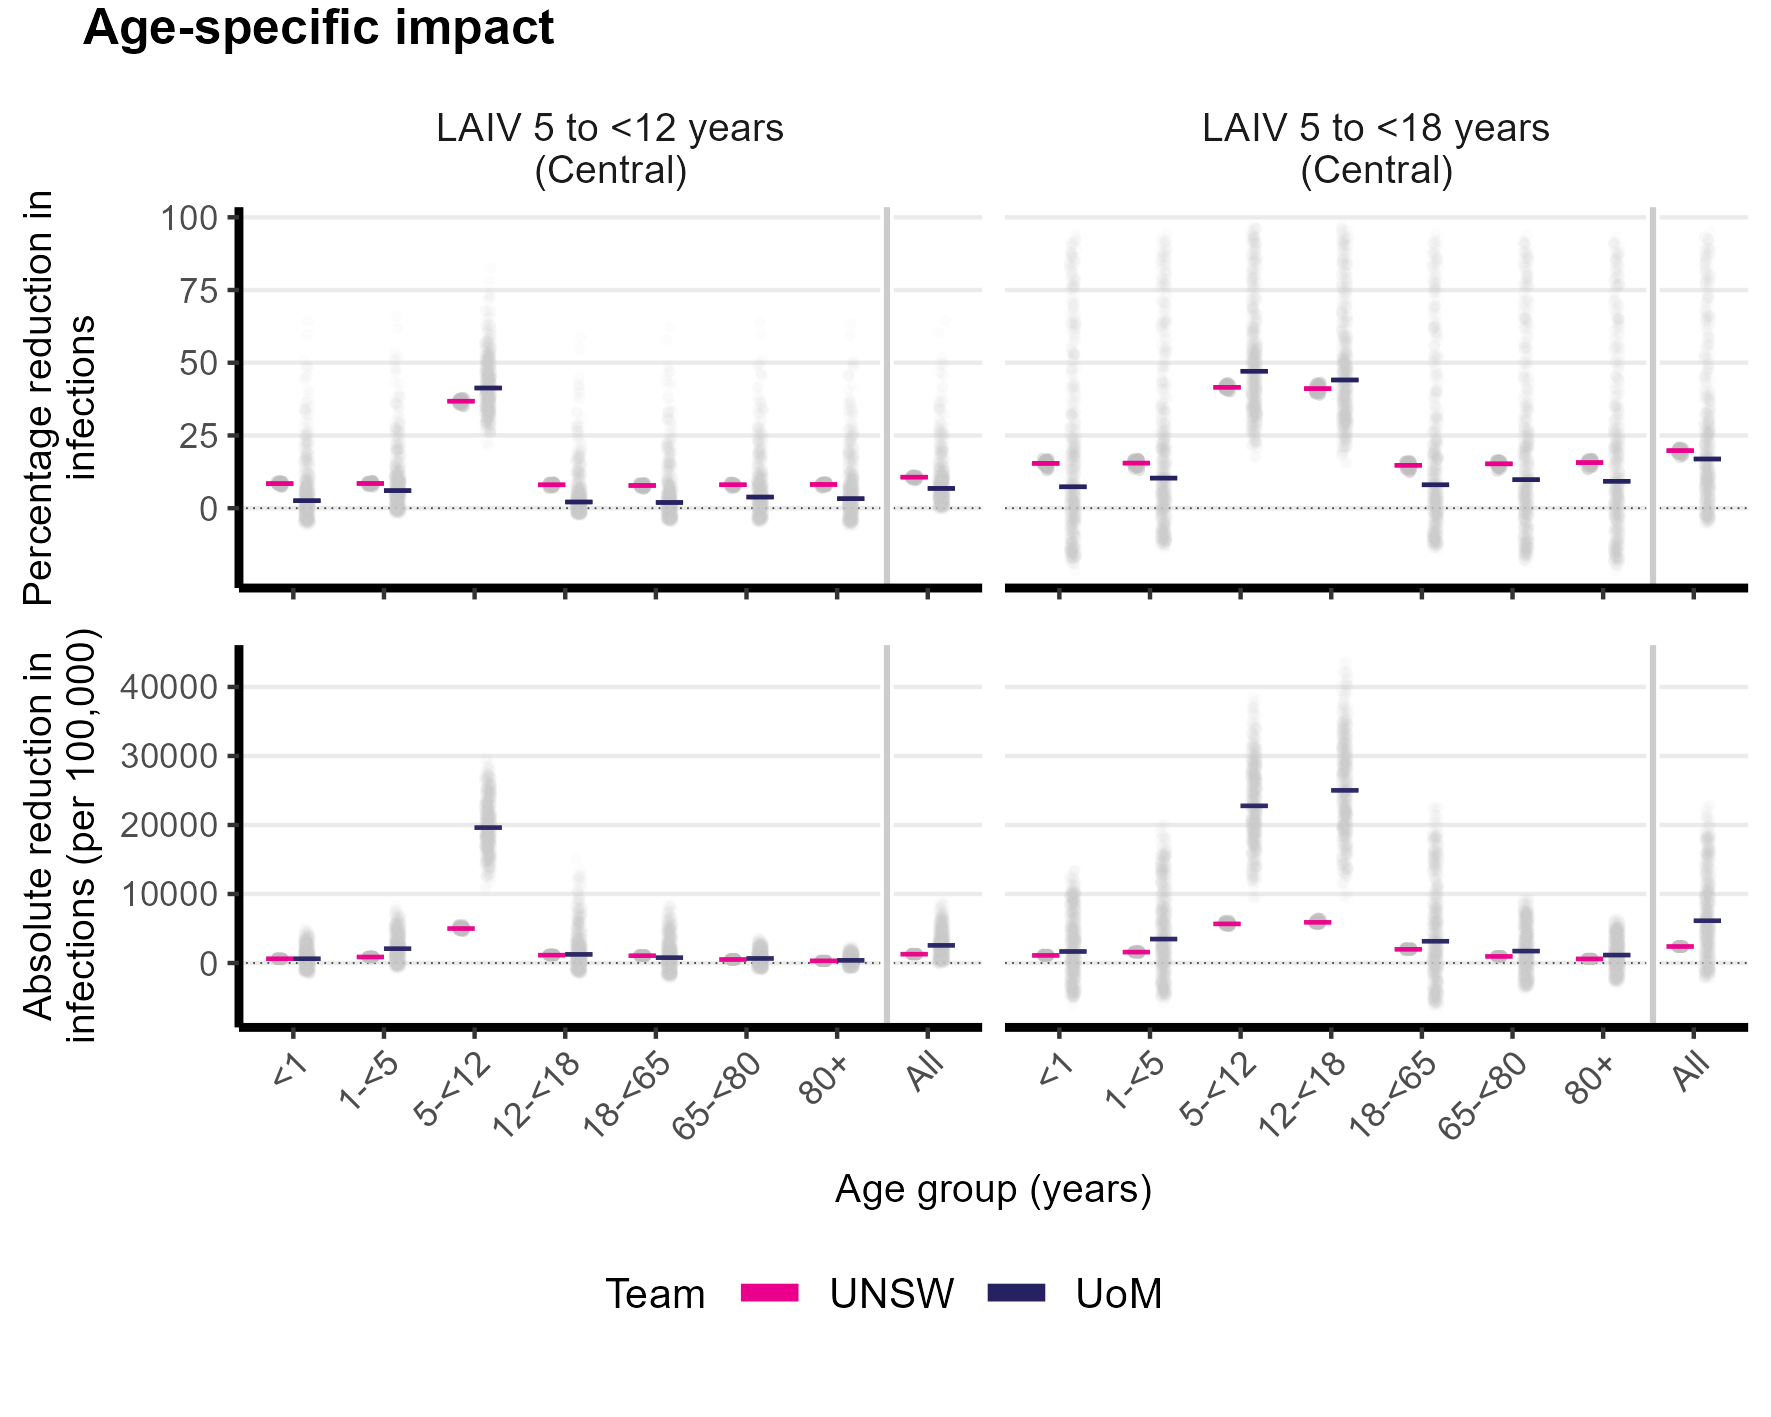 Age-specific impact
LAIV 5 to <12 years
(Central)
LAIV 5 to <18 years
(Central)
Percentage reduction in
infections
100
75
50
25
0
Absolute reduction in
infections (per 100,000)
40000
30000
20000
10000
0
<1
1-<5
5-<12
12-<18
18-<65
65-<80
80+
All
<1
1-<5
5-<12
12-<18
18-<65
65-<80
80+
All
Age group (years)
Team UNSW UoM